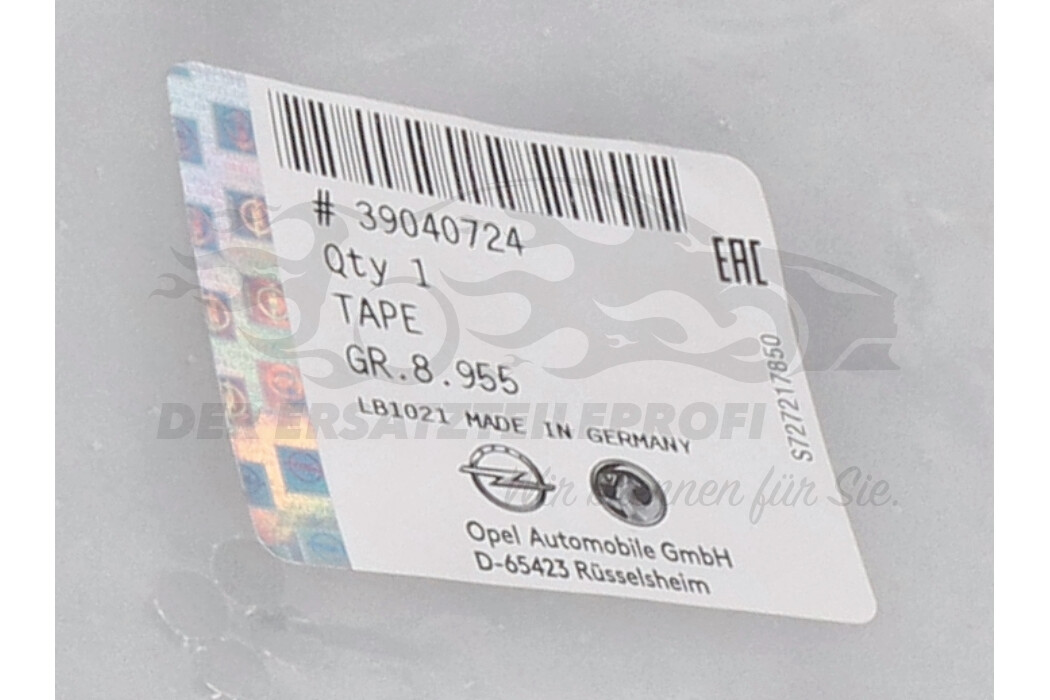 # 39040724
Qty 1
TAPE
GR.8.955
LB1021 MADE IN GERMANY
Opel Automobile GmbH
D-65423 Rüsselsheim
EAC
S727217850
DER ERSATZTEILEPROFI
Wir brennen für Sie.